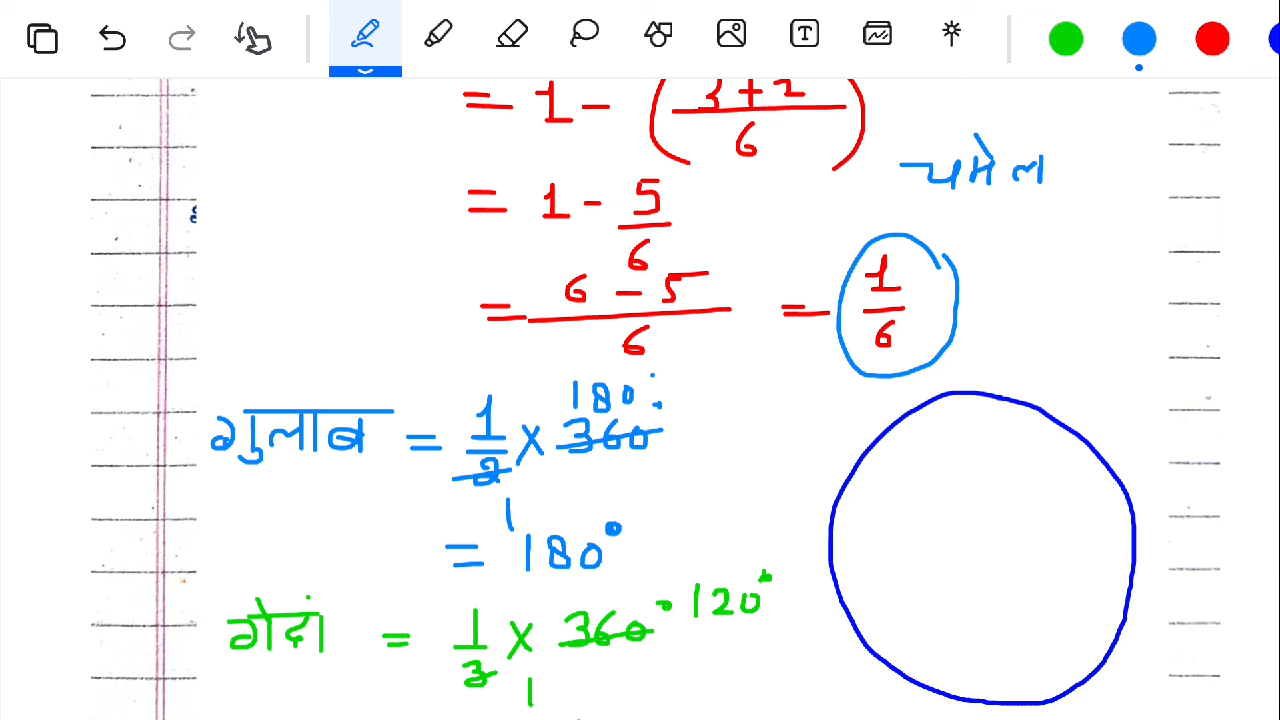 = 1 - (3+2/6)
चमेल
= 1 - 5/6
= 6 - 5/6 = 1/6
180°
गुलाब = 1/2 × 360°
1
= 180°
गेंदा = 1/3 × 360° 120°
1